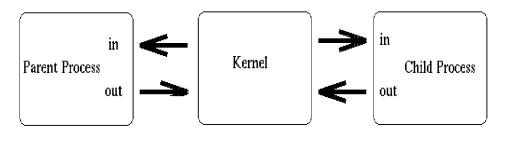 in
Parent Process
out
Kernel
in
Child Process
out